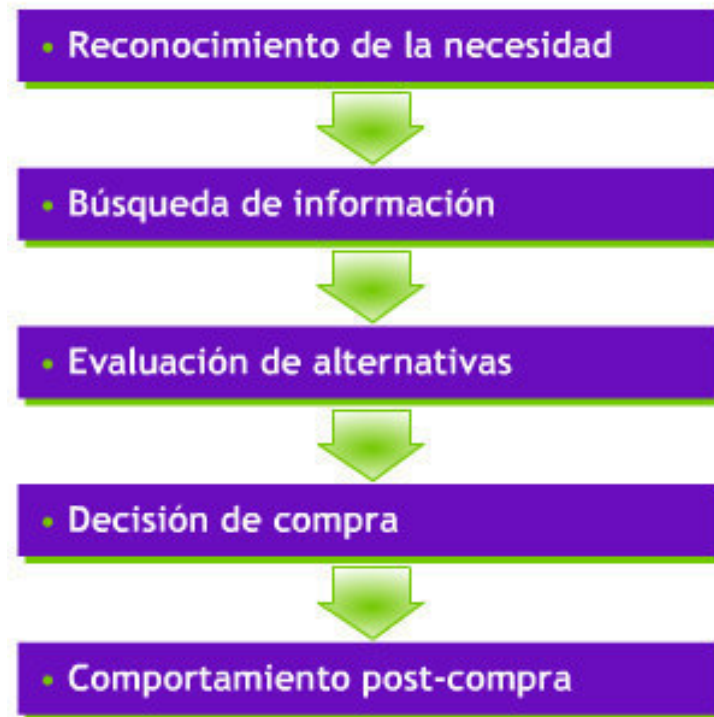 • Reconocimiento de la necesidad
• Búsqueda de información
• Evaluación de alternativas
• Decisión de compra
• Comportamiento post-compra